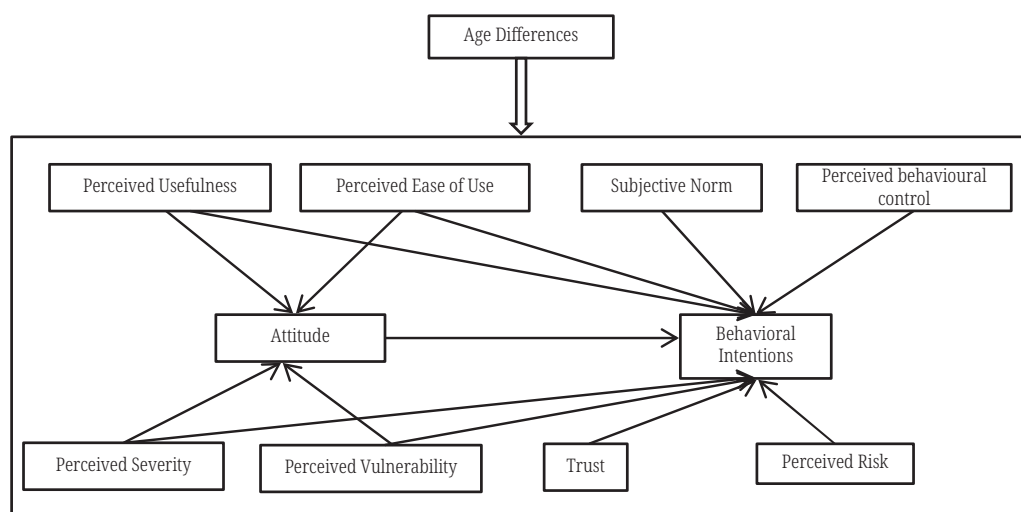 Age Differences
Perceived Usefulness
Perceived Ease of Use
Subjective Norm
Perceived behavioural
control
Attitude
Behavioral
Intentions
Perceived Severity
Perceived Vulnerability
Trust
Perceived Risk